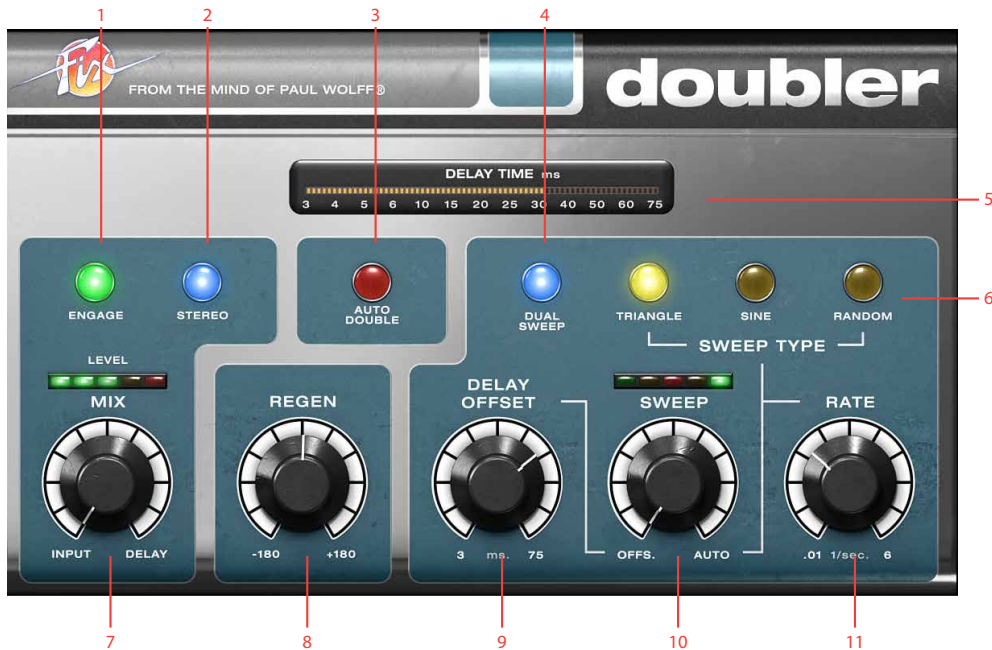 1 2 3 4
Fix
FROM THE MIND OF PAUL WOLFF®
doubler
DELAY TIME ms
3 4 5 6 10 15 20 25 30 40 50 60 75
5
ENGAGE
STEREO
AUTO
DOUBLE
DUAL
SWEEP
TRIANGLE
SINE
RANDOM
6
SWEEP TYPE
LEVEL
MIX
INPUT DELAY
REGEN
-180 +180
DELAY
OFFSET
3 ms. 75
SWEEP
OFFS. AUTO
RATE
.01 1/sec. 6
7 8 9 10 11